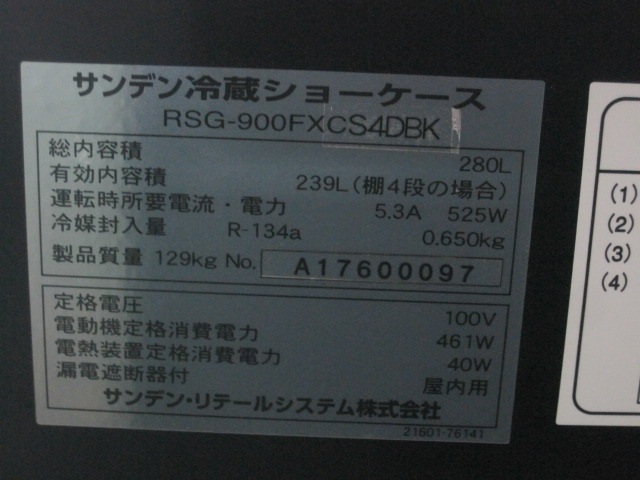 サンデン冷蔵ショーケース
RSG-900FXCS4DBK
総内容積 280L
有効内容積 239L(棚4段の場合)
運転時所要電流・電力 5.3A 525W
冷媒封入量 R-134a 0.650kg
製品質量 129kg No. A17600097
定格電圧 100V
電動機定格消費電力 461W
電熱装置定格消費電力 40W
漏電遮断器付 屋内用
サンデン・リテールシステム株式会社
21601-76141
(1)
(2)
(3)
(4)